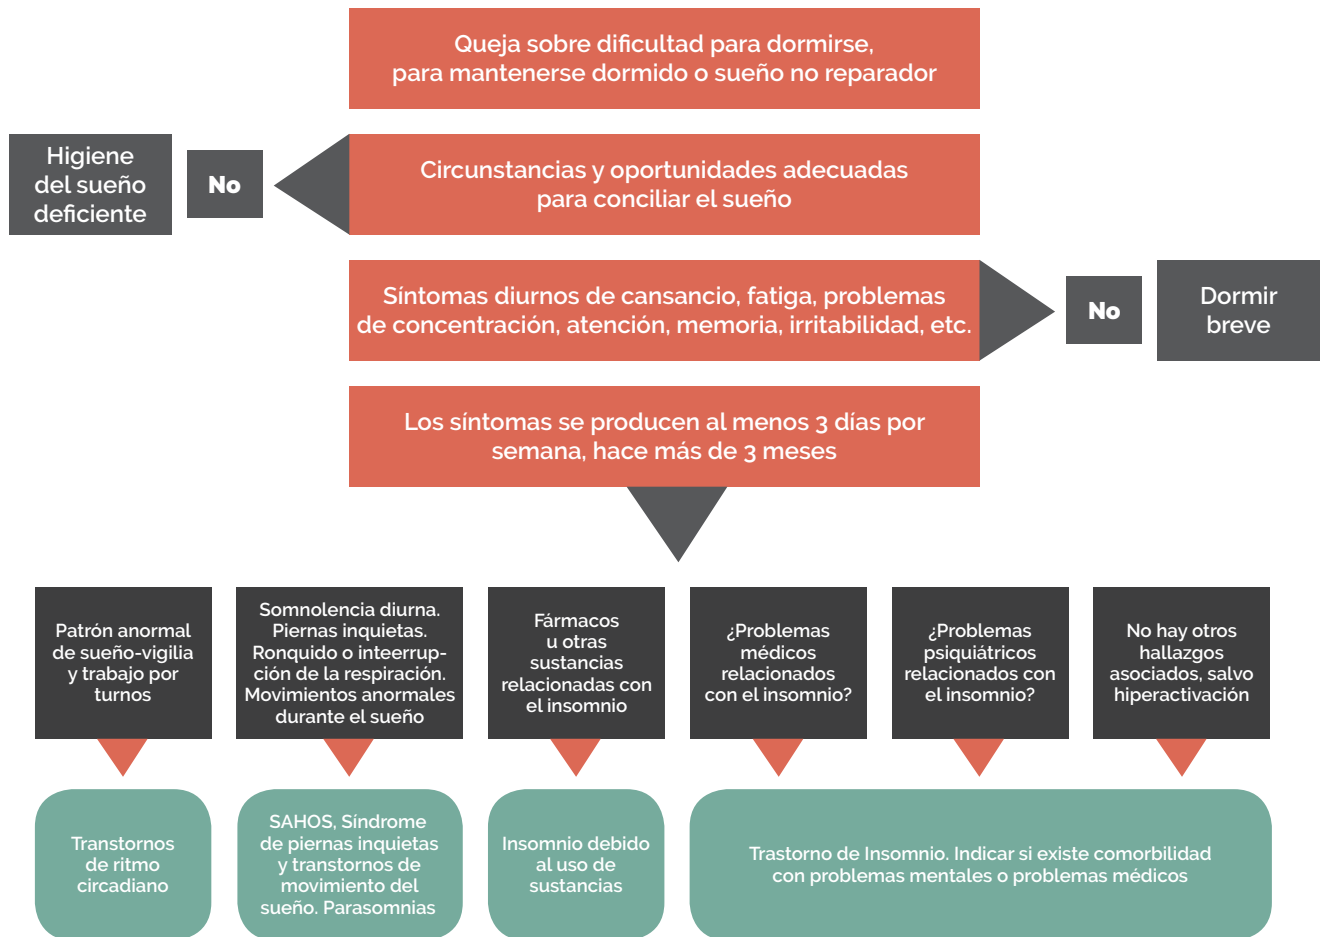 Queja sobre dificultad para dormirse,
para mantenerse dormido o sueño no reparador
Higiene
del sueño
deficiente
No
Circunstancias y oportunidades adecuadas
para conciliar el sueño
Síntomas diurnos de cansancio, fatiga, problemas
de concentración, atención, memoria, irritabilidad, etc.
No
Dormir
breve
Los síntomas se producen al menos 3 días por
semana, hace más de 3 meses
Patrón anormal
de sueño-vigilia
y trabajo por
turnos
Somnolencia diurna.
Piernas inquietas.
Ronquido o inteerrup-
ción de la respiración.
Movimientos anormales
durante el sueño
Fármacos
u otras
sustancias
relacionadas con
el insomnio
¿Problemas
médicos
relacionados
con el insomnio?
¿Problemas
psiquiátricos
relacionados con
el insomnio?
No hay otros
hallazgos
asociados, salvo
hiperactivación
Transtornos
de ritmo
circadiano
SAHOS, Síndrome
de piernas inquietas
y transtornos de
movimiento del
sueño. Parasomnias
Insomnio debido
al uso de
sustancias
Trastorno de Insomnio. Indicar si existe comorbilidad
con problemas mentales o problemas médicos